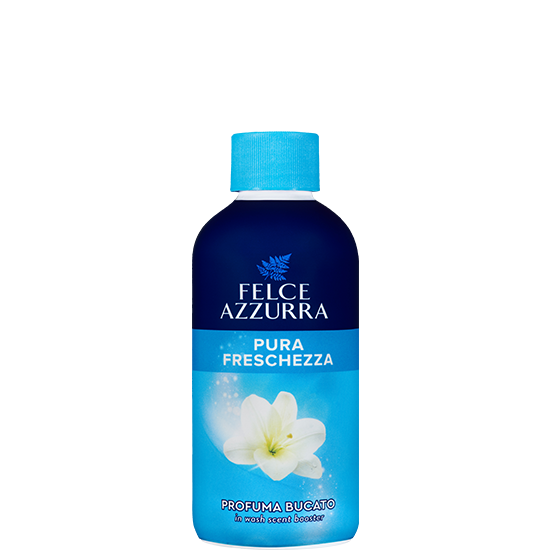 FELCE
AZZURRA
PURA
FRESCHEZZA
PROFUMA BUCATO
in wash scent booster